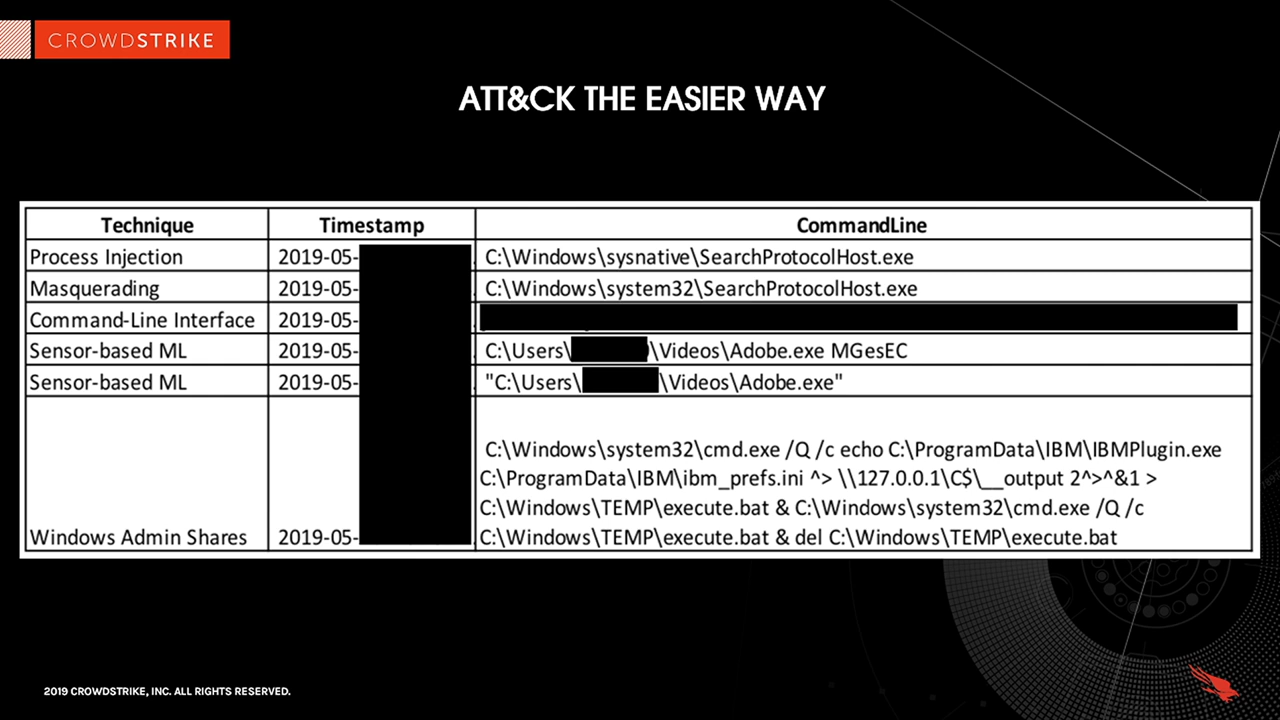 CROWDSTRIKE
ATT&CK THE EASIER WAY
Technique Timestamp CommandLine
Process Injection 2019-05- C:\Windows\sysnative\SearchProtocolHost.exe
Masquerading 2019-05- C:\Windows\system32\SearchProtocolHost.exe
Command-Line Interface 2019-05-
Sensor-based ML 2019-05- C:\Users\ \Videos\Adobe.exe MGesEC
Sensor-based ML 2019-05- "C:\Users\ \Videos\Adobe.exe"
C:\Windows\system32\cmd.exe /Q /c echo C:\ProgramData\IBM\IBMPlugin.exe
C:\ProgramData\IBM\ibm_prefs.ini ^> \\127.0.0.1\C$\__output 2^>^&1 >
C:\Windows\TEMP\execute.bat & C:\Windows\system32\cmd.exe /Q /c
Windows Admin Shares 2019-05- C:\Windows\TEMP\execute.bat & del C:\Windows\TEMP\execute.bat
2019 CROWDSTRIKE, INC. ALL RIGHTS RESERVED.